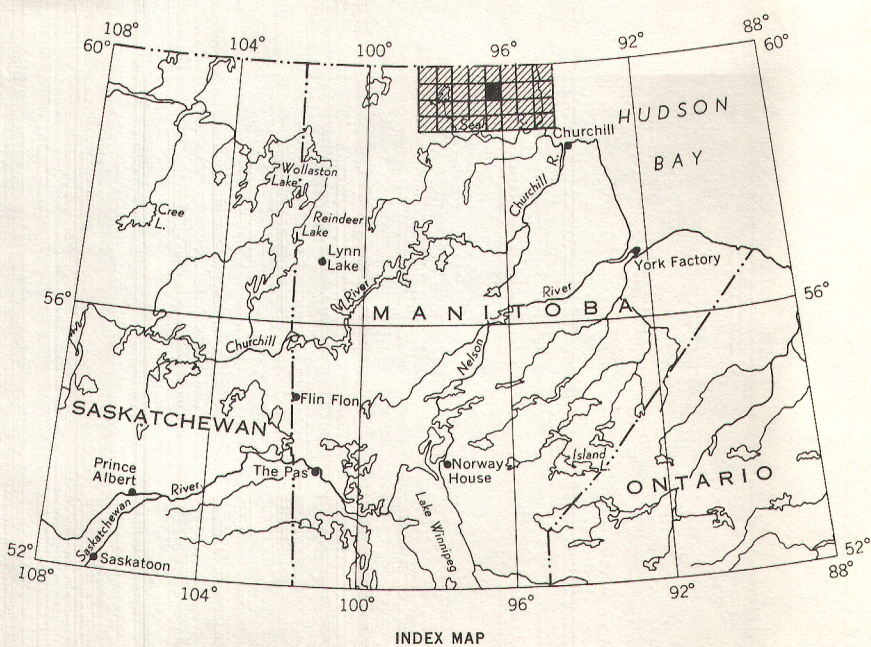 108°
104°
100°
96°
92°
88°
60°
60°
HUDSON
BAY
Seal
Churchill
Churchill R.
Wollaston
Lake
Cree
L.
Reindeer
Lake
Lynn
Lake
River
York Factory
River
56°
56°
MANITOBA
Churchill
Nelson
Flin Flon
SASKATCHEWAN
Prince
Albert
River
The Pas
Norway
House
Island
L.
ONTARIO
Saskatchewan
Lake Winnipeg
Saskatoon
52°
52°
108°
104°
100°
96°
92°
88°
INDEX MAP